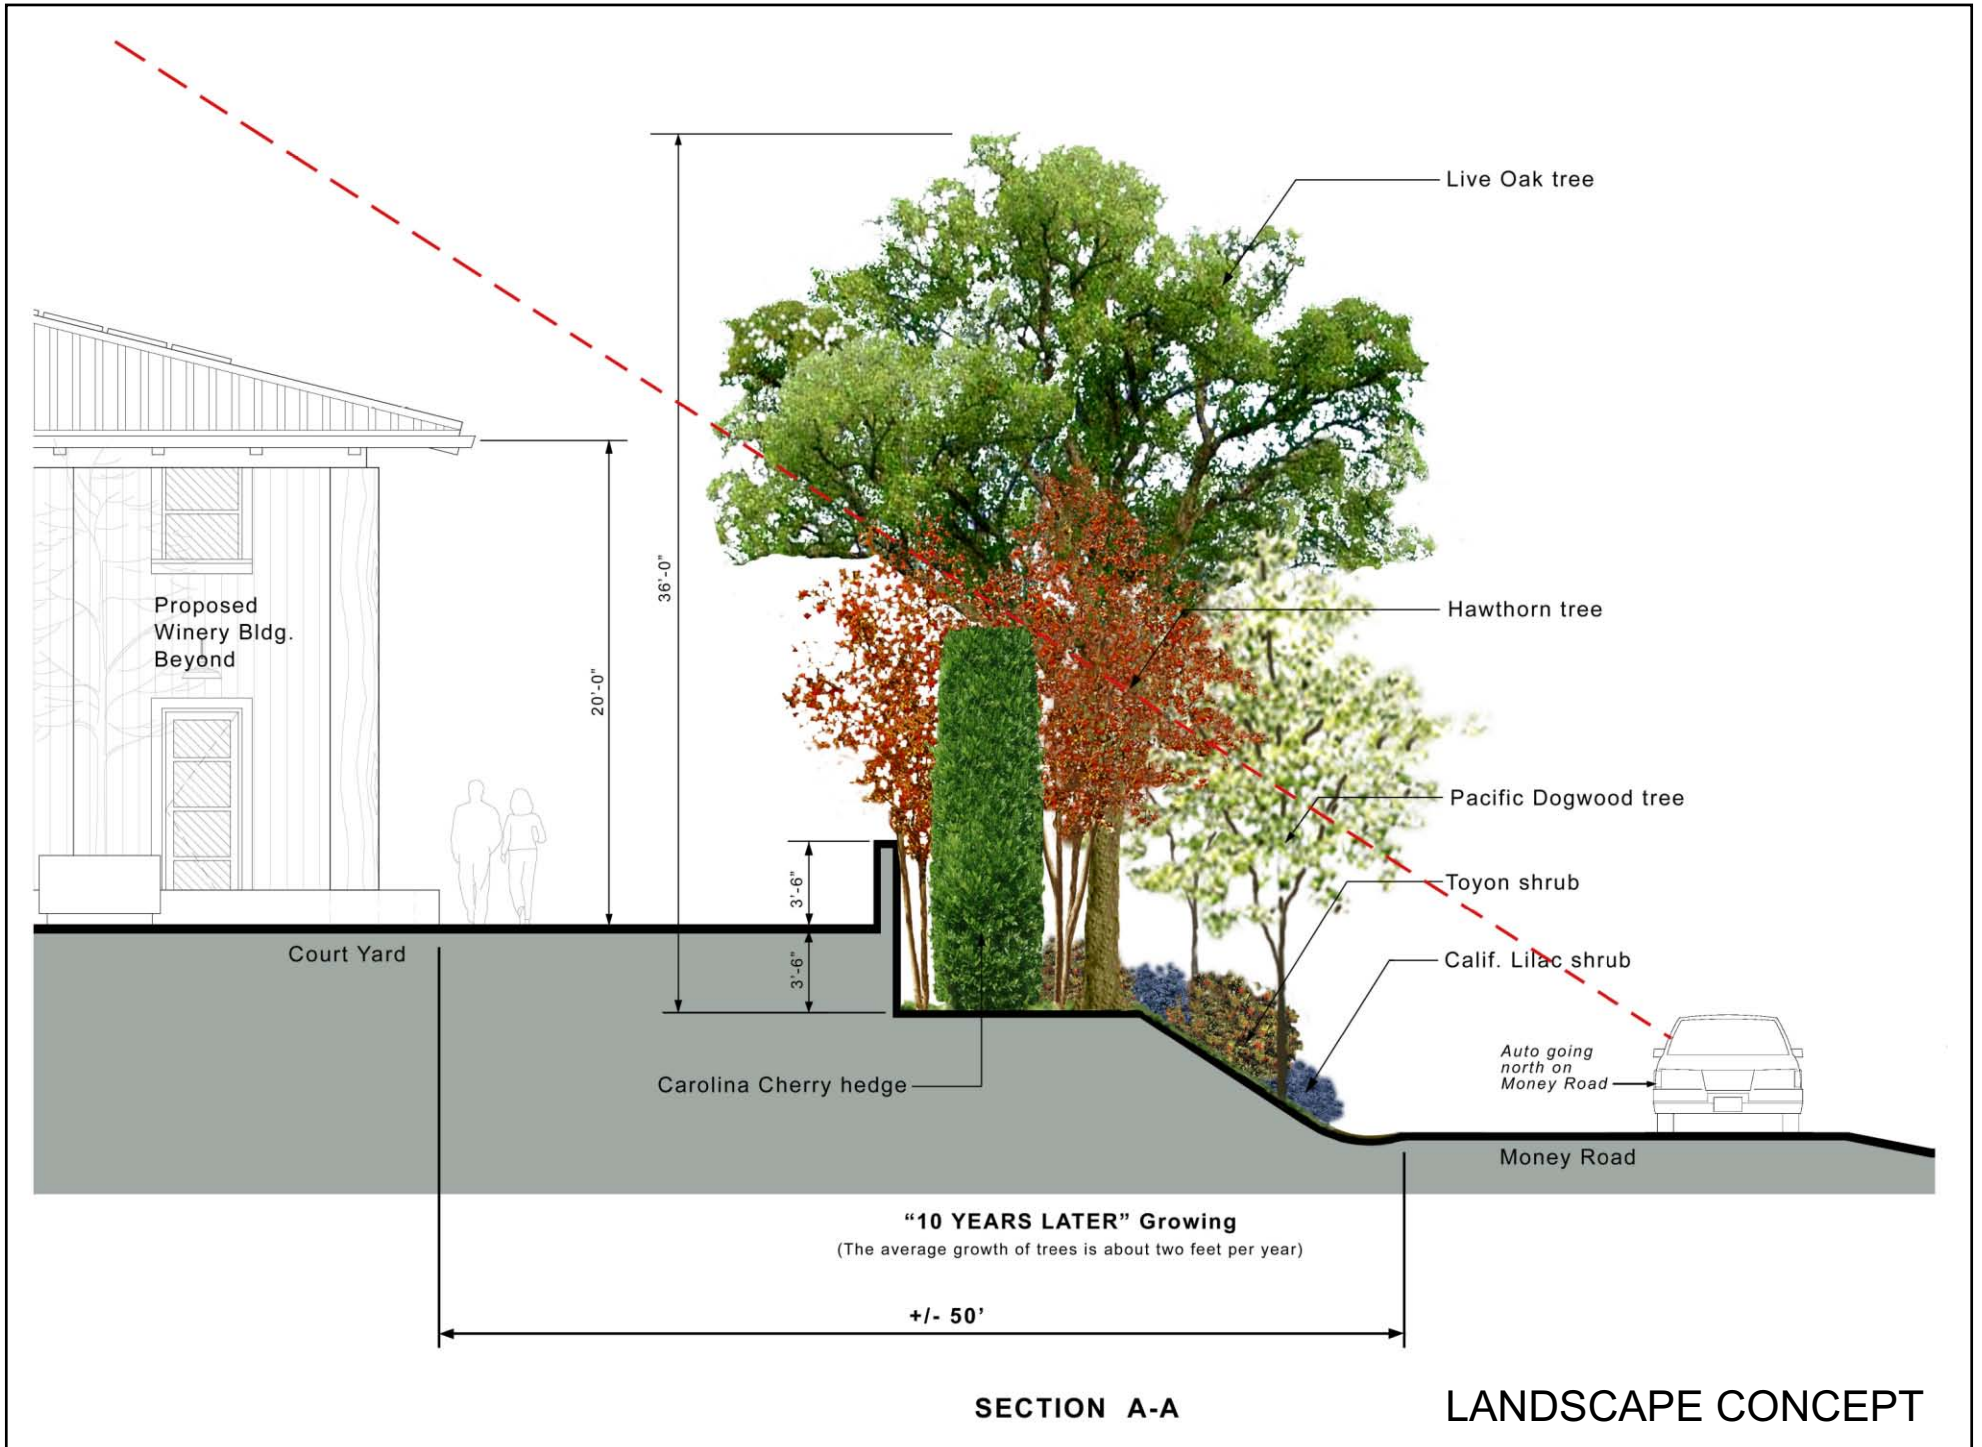 Live Oak tree
36'-0"
20'-0"
Proposed
Winery Bldg.
Beyond
Hawthorn tree
Pacific Dogwood tree
3'-6"
Toyon shrub
Court Yard
3'-6"
Calif. Lilac shrub
Carolina Cherry hedge
Auto going
north on
Money Road
Money Road
“10 YEARS LATER” Growing
(The average growth of trees is about two feet per year)
+/- 50’
SECTION A-A
LANDSCAPE CONCEPT